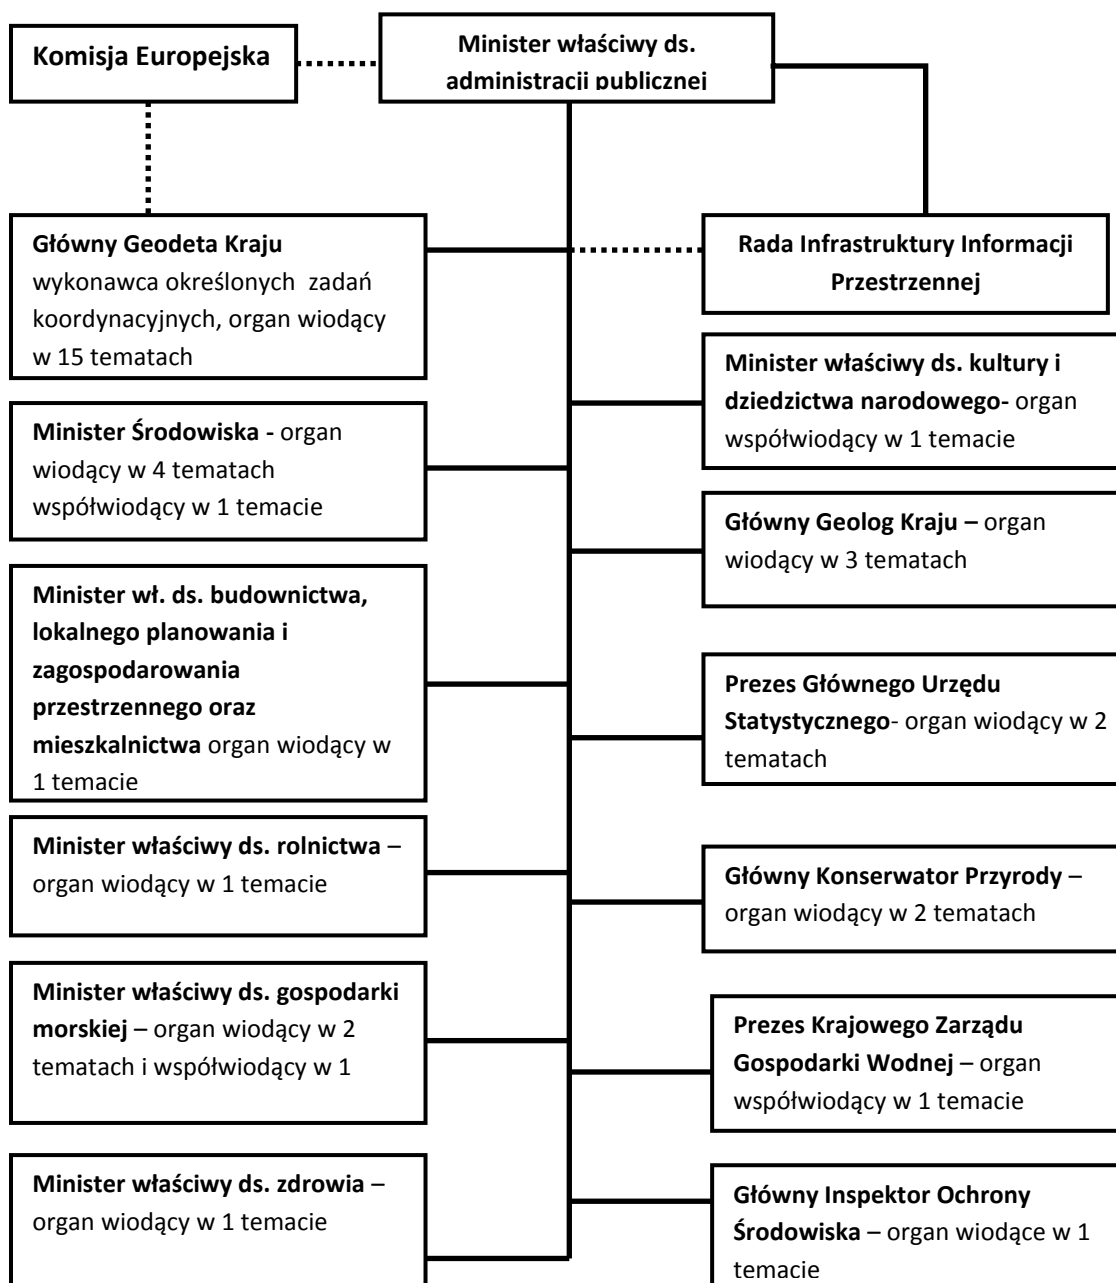 Komisja Europejska
Minister właściwy ds.
administracji publicznej
Główny Geodeta Kraju
wykonawca określonych zadań
koordynacyjnych, organ wiodący
w 15 tematach
Rada Infrastruktury Informacji
Przestrzennej
Minister właściwy ds. kultury i
dziedzictwa narodowego- organ
współwiodący w 1 temacie
Minister Środowiska - organ
wiodący w 4 tematach
współwiodący w 1 temacie
Główny Geolog Kraju – organ
wiodący w 3 tematach
Minister wł. ds. budownictwa,
lokalnego planowania i
zagospodarowania
przestrzennego oraz
mieszkalnictwa organ wiodący w
1 temacie
Prezes Głównego Urzędu
Statystycznego- organ wiodący w 2
tematach
Minister właściwy ds. rolnictwa –
organ wiodący w 1 temacie
Główny Konserwator Przyrody –
organ wiodący w 2 tematach
Minister właściwy ds. gospodarki
morskiej – organ wiodący w 2
tematach i współwiodący w 1
Prezes Krajowego Zarządu
Gospodarki Wodnej – organ
współwiodący w 1 temacie
Minister właściwy ds. zdrowia –
organ wiodący w 1 temacie
Główny Inspektor Ochrony
Środowiska – organ wiodące w 1
temacie